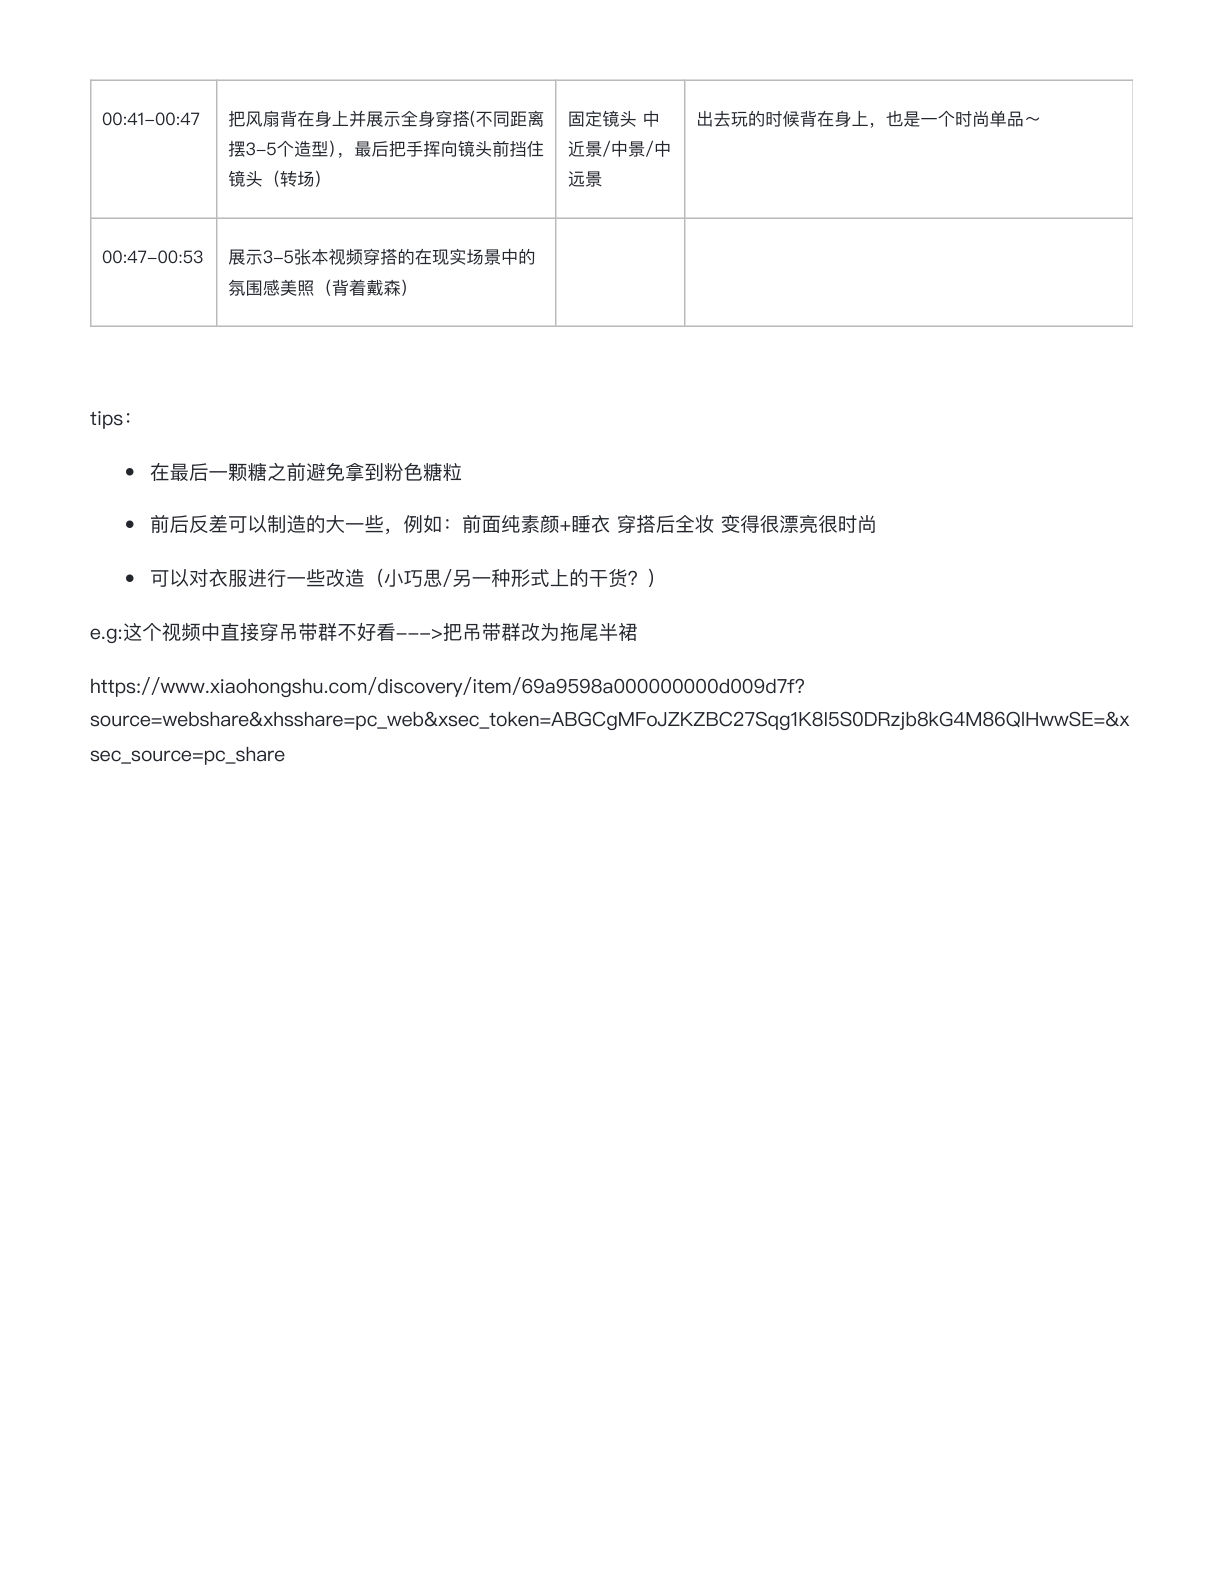 00:41-00:47
把风扇背在身上并展示全身穿搭(不同距离
摆3-5个造型)，最后把手挥向镜头前挡住
镜头（转场）
固定镜头 中
近景/中景/中
远景
出去玩的时候背在身上，也是一个时尚单品～
00:47-00:53
展示3-5张本视频穿搭的在现实场景中的
氛围感美照（背着戴森）
tips：
• 在最后一颗糖之前避免拿到粉色糖粒
• 前后反差可以制造的大一些，例如：前面纯素颜+睡衣 穿搭后全妆 变得很漂亮很时尚
• 可以对衣服进行一些改造（小巧思/另一种形式上的干货？）
e.g:这个视频中直接穿吊带群不好看--->把吊带群改为拖尾半裙
https://www.xiaohongshu.com/discovery/item/69a9598a000000000d009d7f?
source=webshare&xhsshare=pc_web&xsec_token=ABGCgMFoJZKZBC27Sqg1K8l5S0DRzjb8kG4M86QlHwwSE=&x
sec_source=pc_share